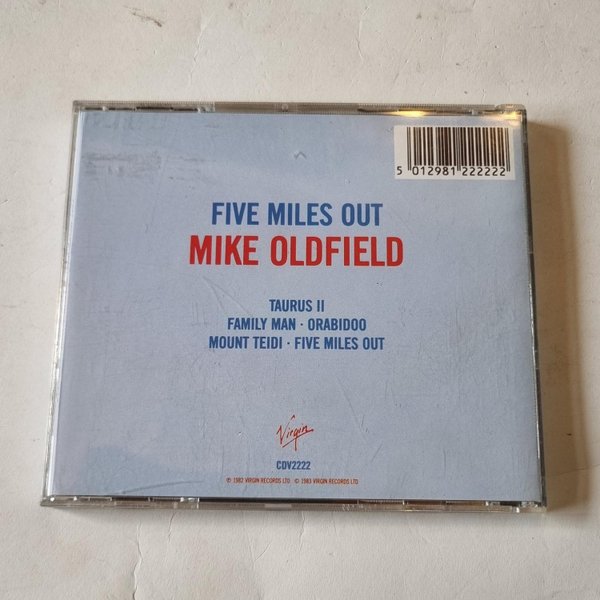 5 012981 222222
FIVE MILES OUT
MIKE OLDFIELD
TAURUS II
FAMILY MAN · ORABIDOO
MOUNT TEIDI · FIVE MILES OUT
Virgin
CDV2222
℗ 1982 VIRGIN RECORDS LTD © 1983 VIRGIN RECORDS LTD